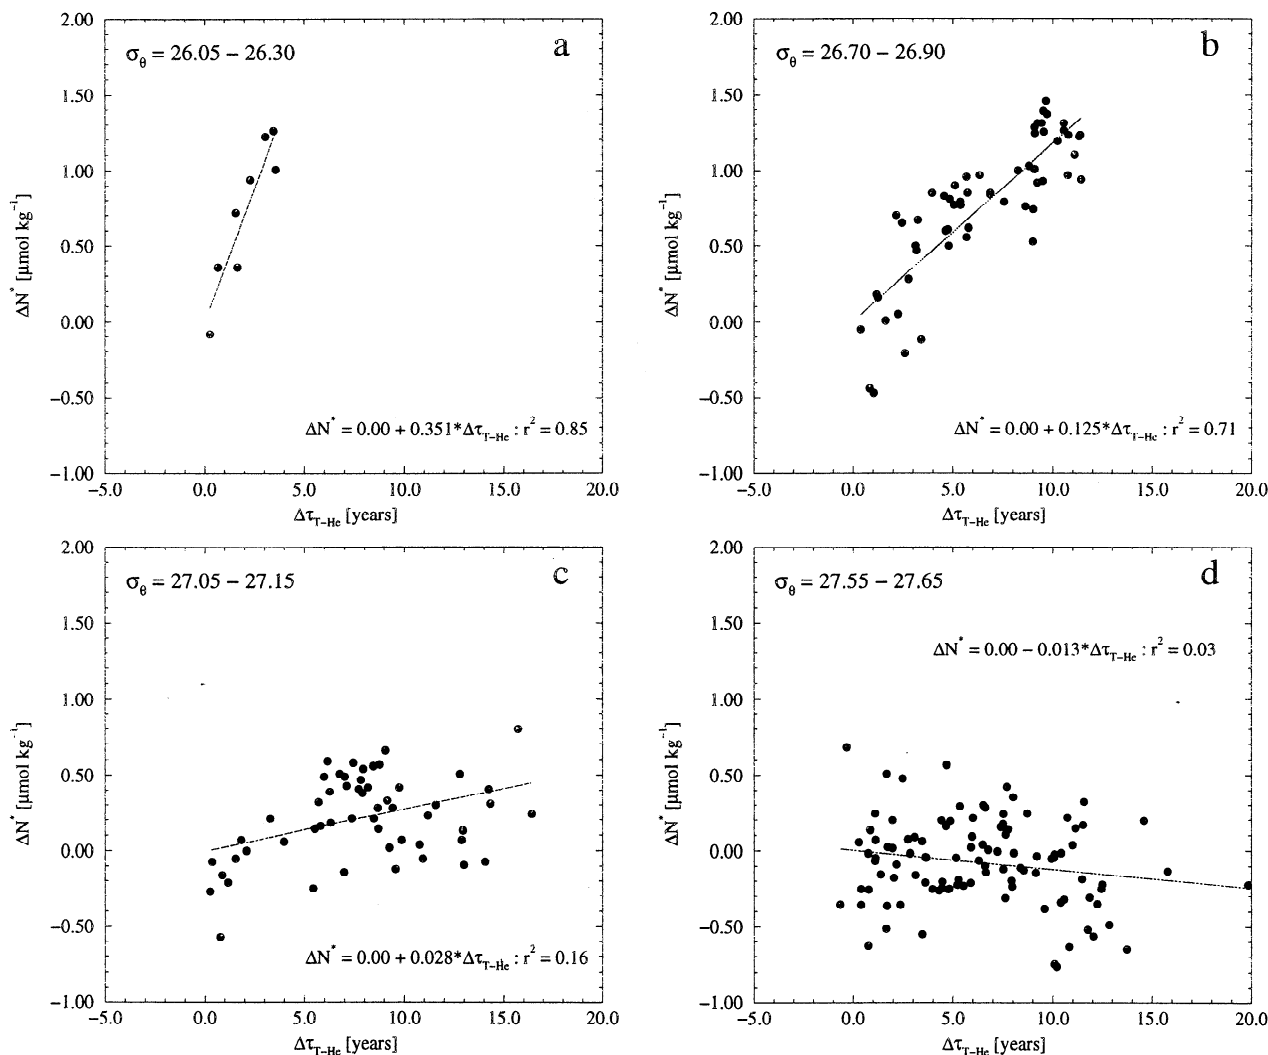 a
σθ = 26.05 − 26.30
2.00
1.50
1.00
0.50
0.00
−0.50
−1.00
ΔN* [μmol kg−1]
ΔN* = 0.00 + 0.351*ΔτT−He : r2 = 0.85
−5.0 0.0 5.0 10.0 15.0 20.0
ΔτT−He [years]
b
σθ = 26.70 − 26.90
2.00
1.50
1.00
0.50
0.00
−0.50
−1.00
ΔN* [μmol kg−1]
ΔN* = 0.00 + 0.125*ΔτT−He : r2 = 0.71
−5.0 0.0 5.0 10.0 15.0 20.0
ΔτT−He [years]
c
σθ = 27.05 − 27.15
2.00
1.50
1.00
0.50
0.00
−0.50
−1.00
ΔN* [μmol kg−1]
ΔN* = 0.00 + 0.028*ΔτT−He : r2 = 0.16
−5.0 0.0 5.0 10.0 15.0 20.0
ΔτT−He [years]
d
σθ = 27.55 − 27.65
ΔN* = 0.00 − 0.013*ΔτT−He : r2 = 0.03
2.00
1.50
1.00
0.50
0.00
−0.50
−1.00
ΔN* [μmol kg−1]
−5.0 0.0 5.0 10.0 15.0 20.0
ΔτT−He [years]